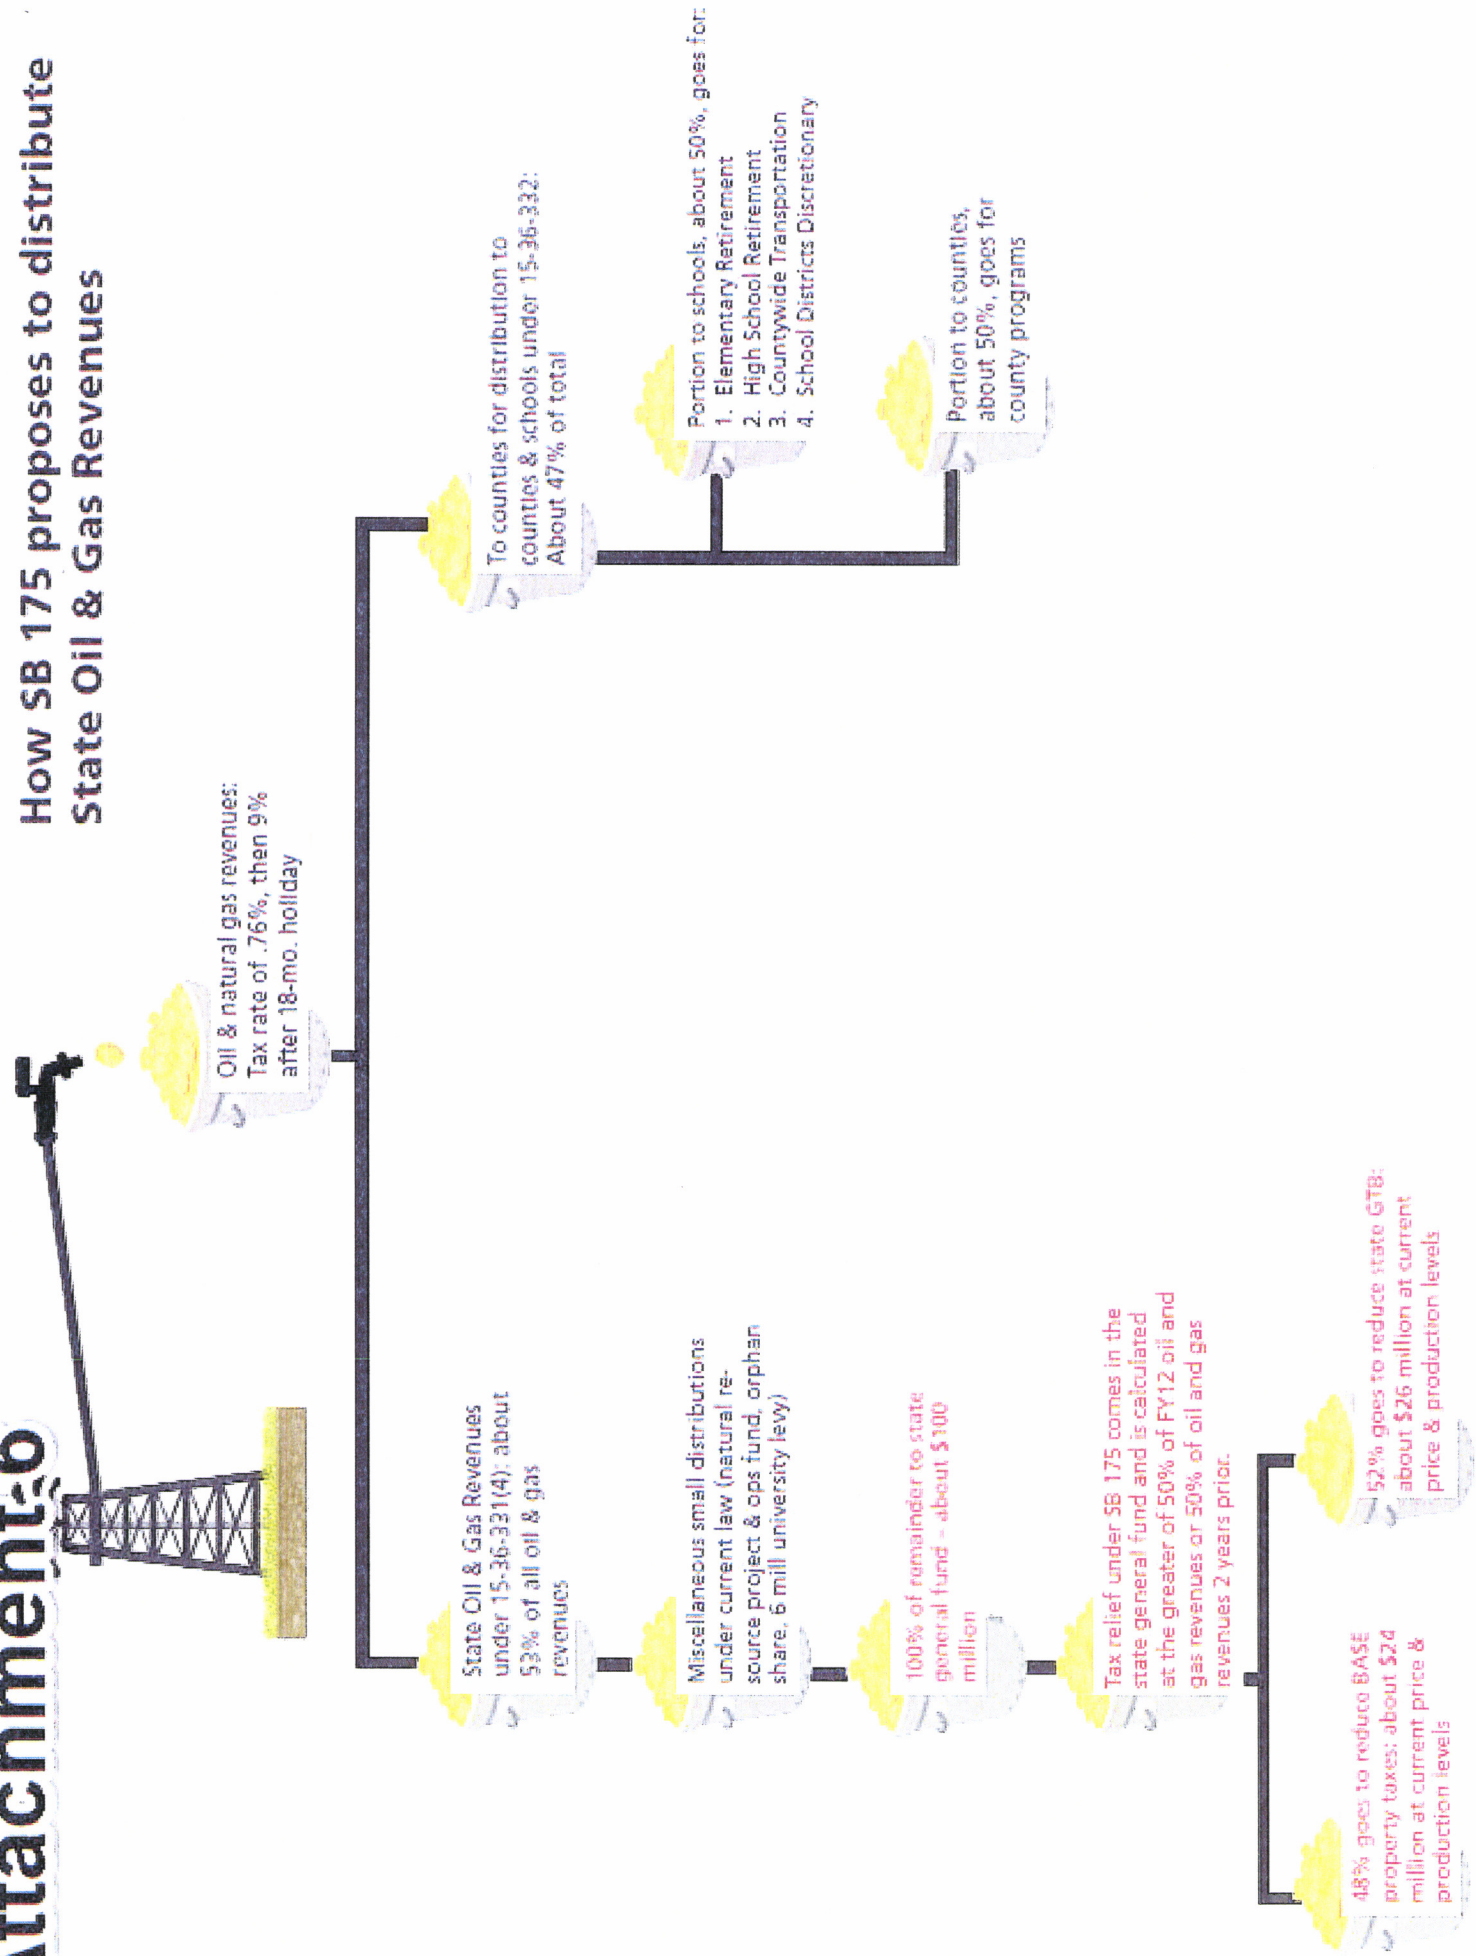 Attachment 6
How SB 175 proposes to distribute
State Oil & Gas Revenues
Oil & natural gas revenues:
Tax rate of .76%, then 9%
after 18-mo. holiday
State Oil & Gas Revenues
under 15-36-331(4): about
53% of all oil & gas
revenues
To counties for distribution to
counties & schools under 15-36-332:
About 47% of total
Miscellaneous small distributions
under current law (natural re-
source project & ops fund, orphan
share, 6 mill university levy)
Portion to schools, about 50%, goes for:
1. Elementary Retirement
2. High School Retirement
3. Countywide Transportation
4. School Districts Discretionary
100% of remainder to state
general fund - about $100
million
Portion to counties,
about 50%, goes for
county programs
Tax relief under SB 175 comes in the
state general fund and is calculated
at the greater of 50% of FY12 oil and
gas revenues or 50% of oil and gas
revenues 2 years prior.
48% goes to reduce BASE
property taxes: about $24
million at current price &
production levels
52% goes to reduce state GTB:
about $26 million at current
price & production levels